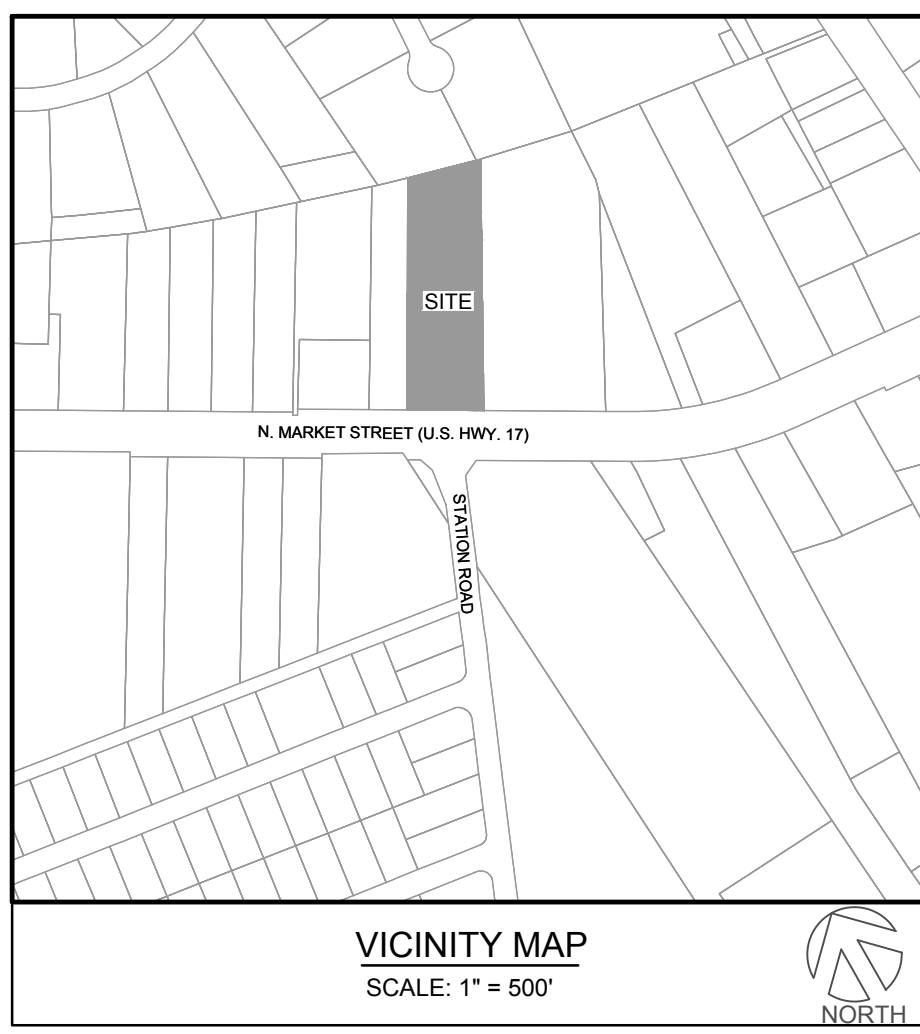 SITE
N. MARKET STREET (U.S. HWY. 17)
STATION ROAD
VICINITY MAP
SCALE: 1" = 500'
NORTH